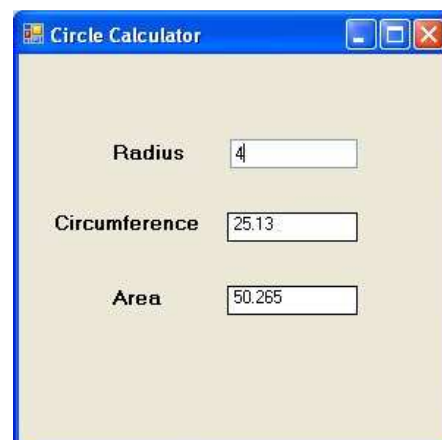 Circle Calculator
Radius 4
Circumference 25.13
Area 50.265